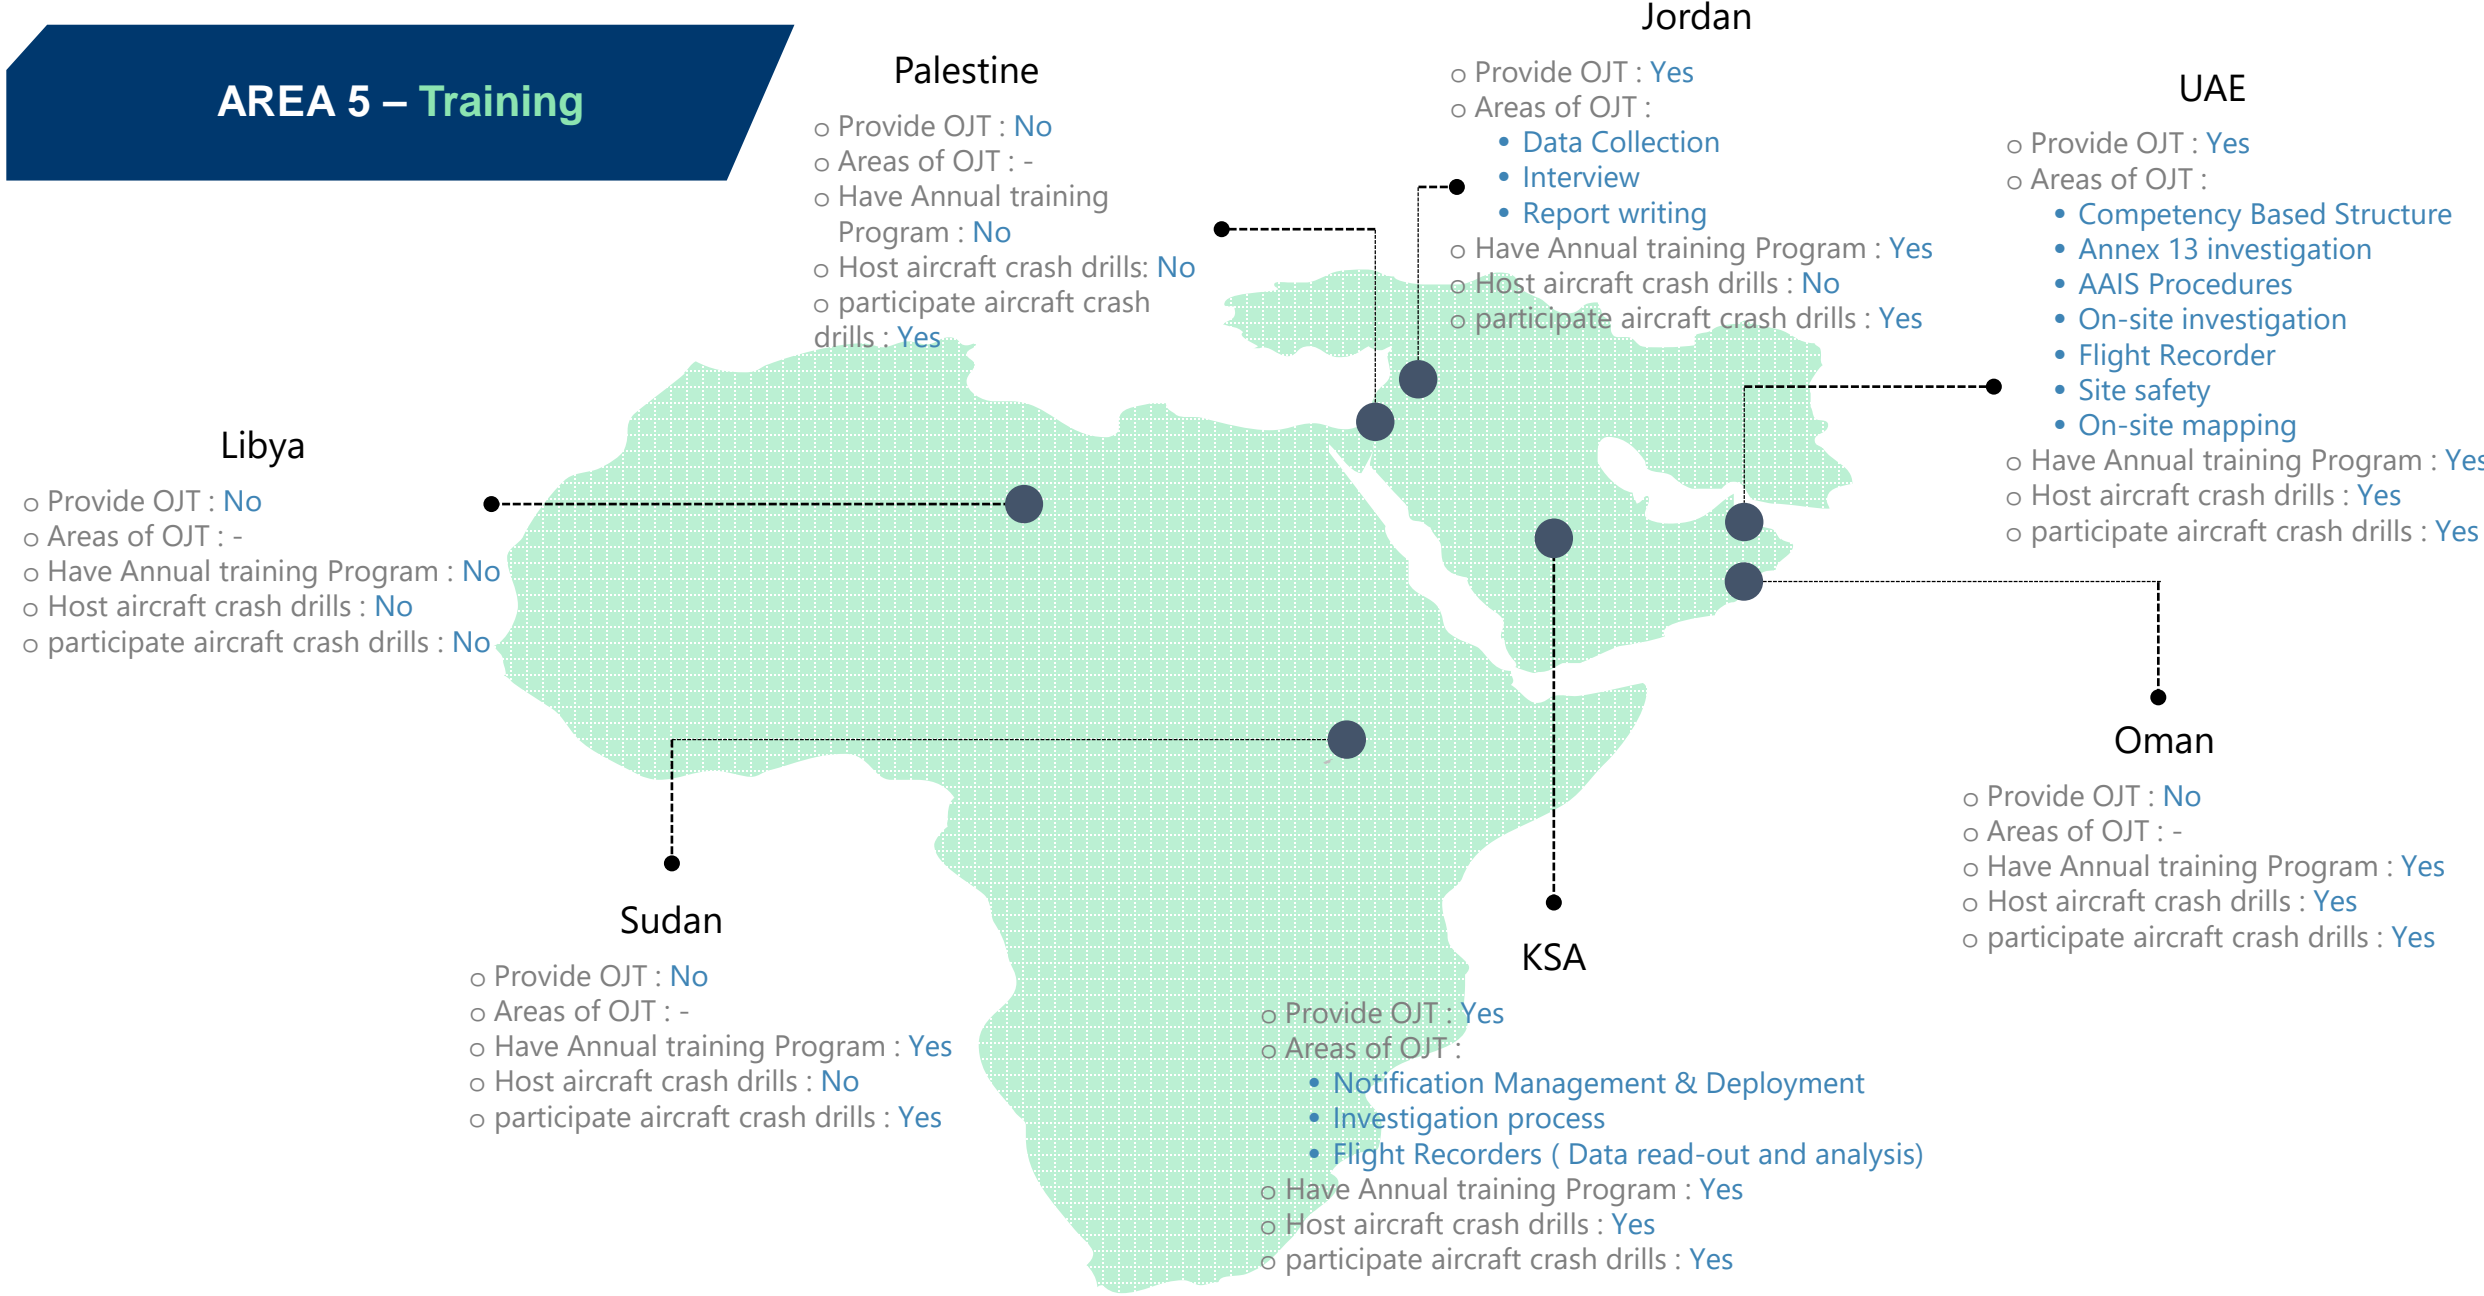 AREA 5 – Training
Palestine
o Provide OJT : No
o Areas of OJT : -
o Have Annual training
Program : No
o Host aircraft crash drills: No
o participate aircraft crash
drills : Yes
Jordan
o Provide OJT : Yes
o Areas of OJT :
• Data Collection
• Interview
• Report writing
o Have Annual training Program : Yes
o Host aircraft crash drills : No
o participate aircraft crash drills : Yes
UAE
o Provide OJT : Yes
o Areas of OJT :
• Competency Based Structure
• Annex 13 investigation
• AAIS Procedures
• On-site investigation
• Flight Recorder
• Site safety
• On-site mapping
o Have Annual training Program : Yes
o Host aircraft crash drills : Yes
o participate aircraft crash drills : Yes
Libya
o Provide OJT : No
o Areas of OJT : -
o Have Annual training Program : No
o Host aircraft crash drills : No
o participate aircraft crash drills : No
Sudan
o Provide OJT : No
o Areas of OJT : -
o Have Annual training Program : Yes
o Host aircraft crash drills : No
o participate aircraft crash drills : Yes
KSA
o Provide OJT : Yes
o Areas of OJT :
• Notification Management & Deployment
• Investigation process
• Flight Recorders ( Data read-out and analysis)
o Have Annual training Program : Yes
o Host aircraft crash drills : Yes
o participate aircraft crash drills : Yes
Oman
o Provide OJT : No
o Areas of OJT : -
o Have Annual training Program : Yes
o Host aircraft crash drills : Yes
o participate aircraft crash drills : Yes